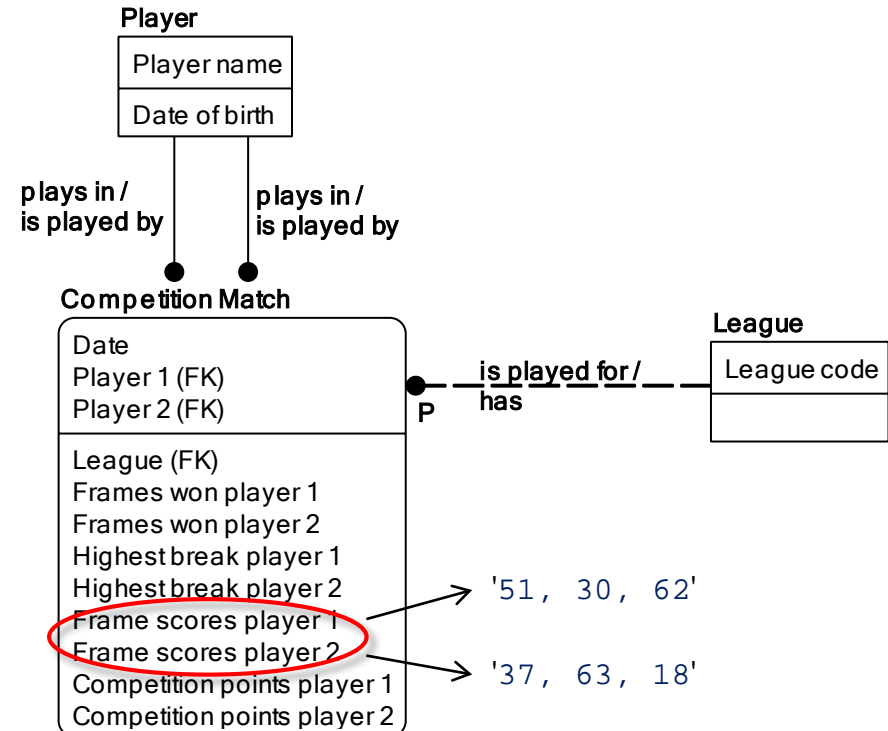 Player
Player name
Date of birth
plays in /
is played by
plays in /
is played by
Competition Match
Date
Player 1 (FK)
Player 2 (FK)
League (FK)
Frames won player 1
Frames won player 2
Highest break player 1
Highest break player 2
Frame scores player 1
Frame scores player 2
Competition points player 1
Competition points player 2
P
is played for /
has
League
League code
'51, 30, 62'
'37, 63, 18'